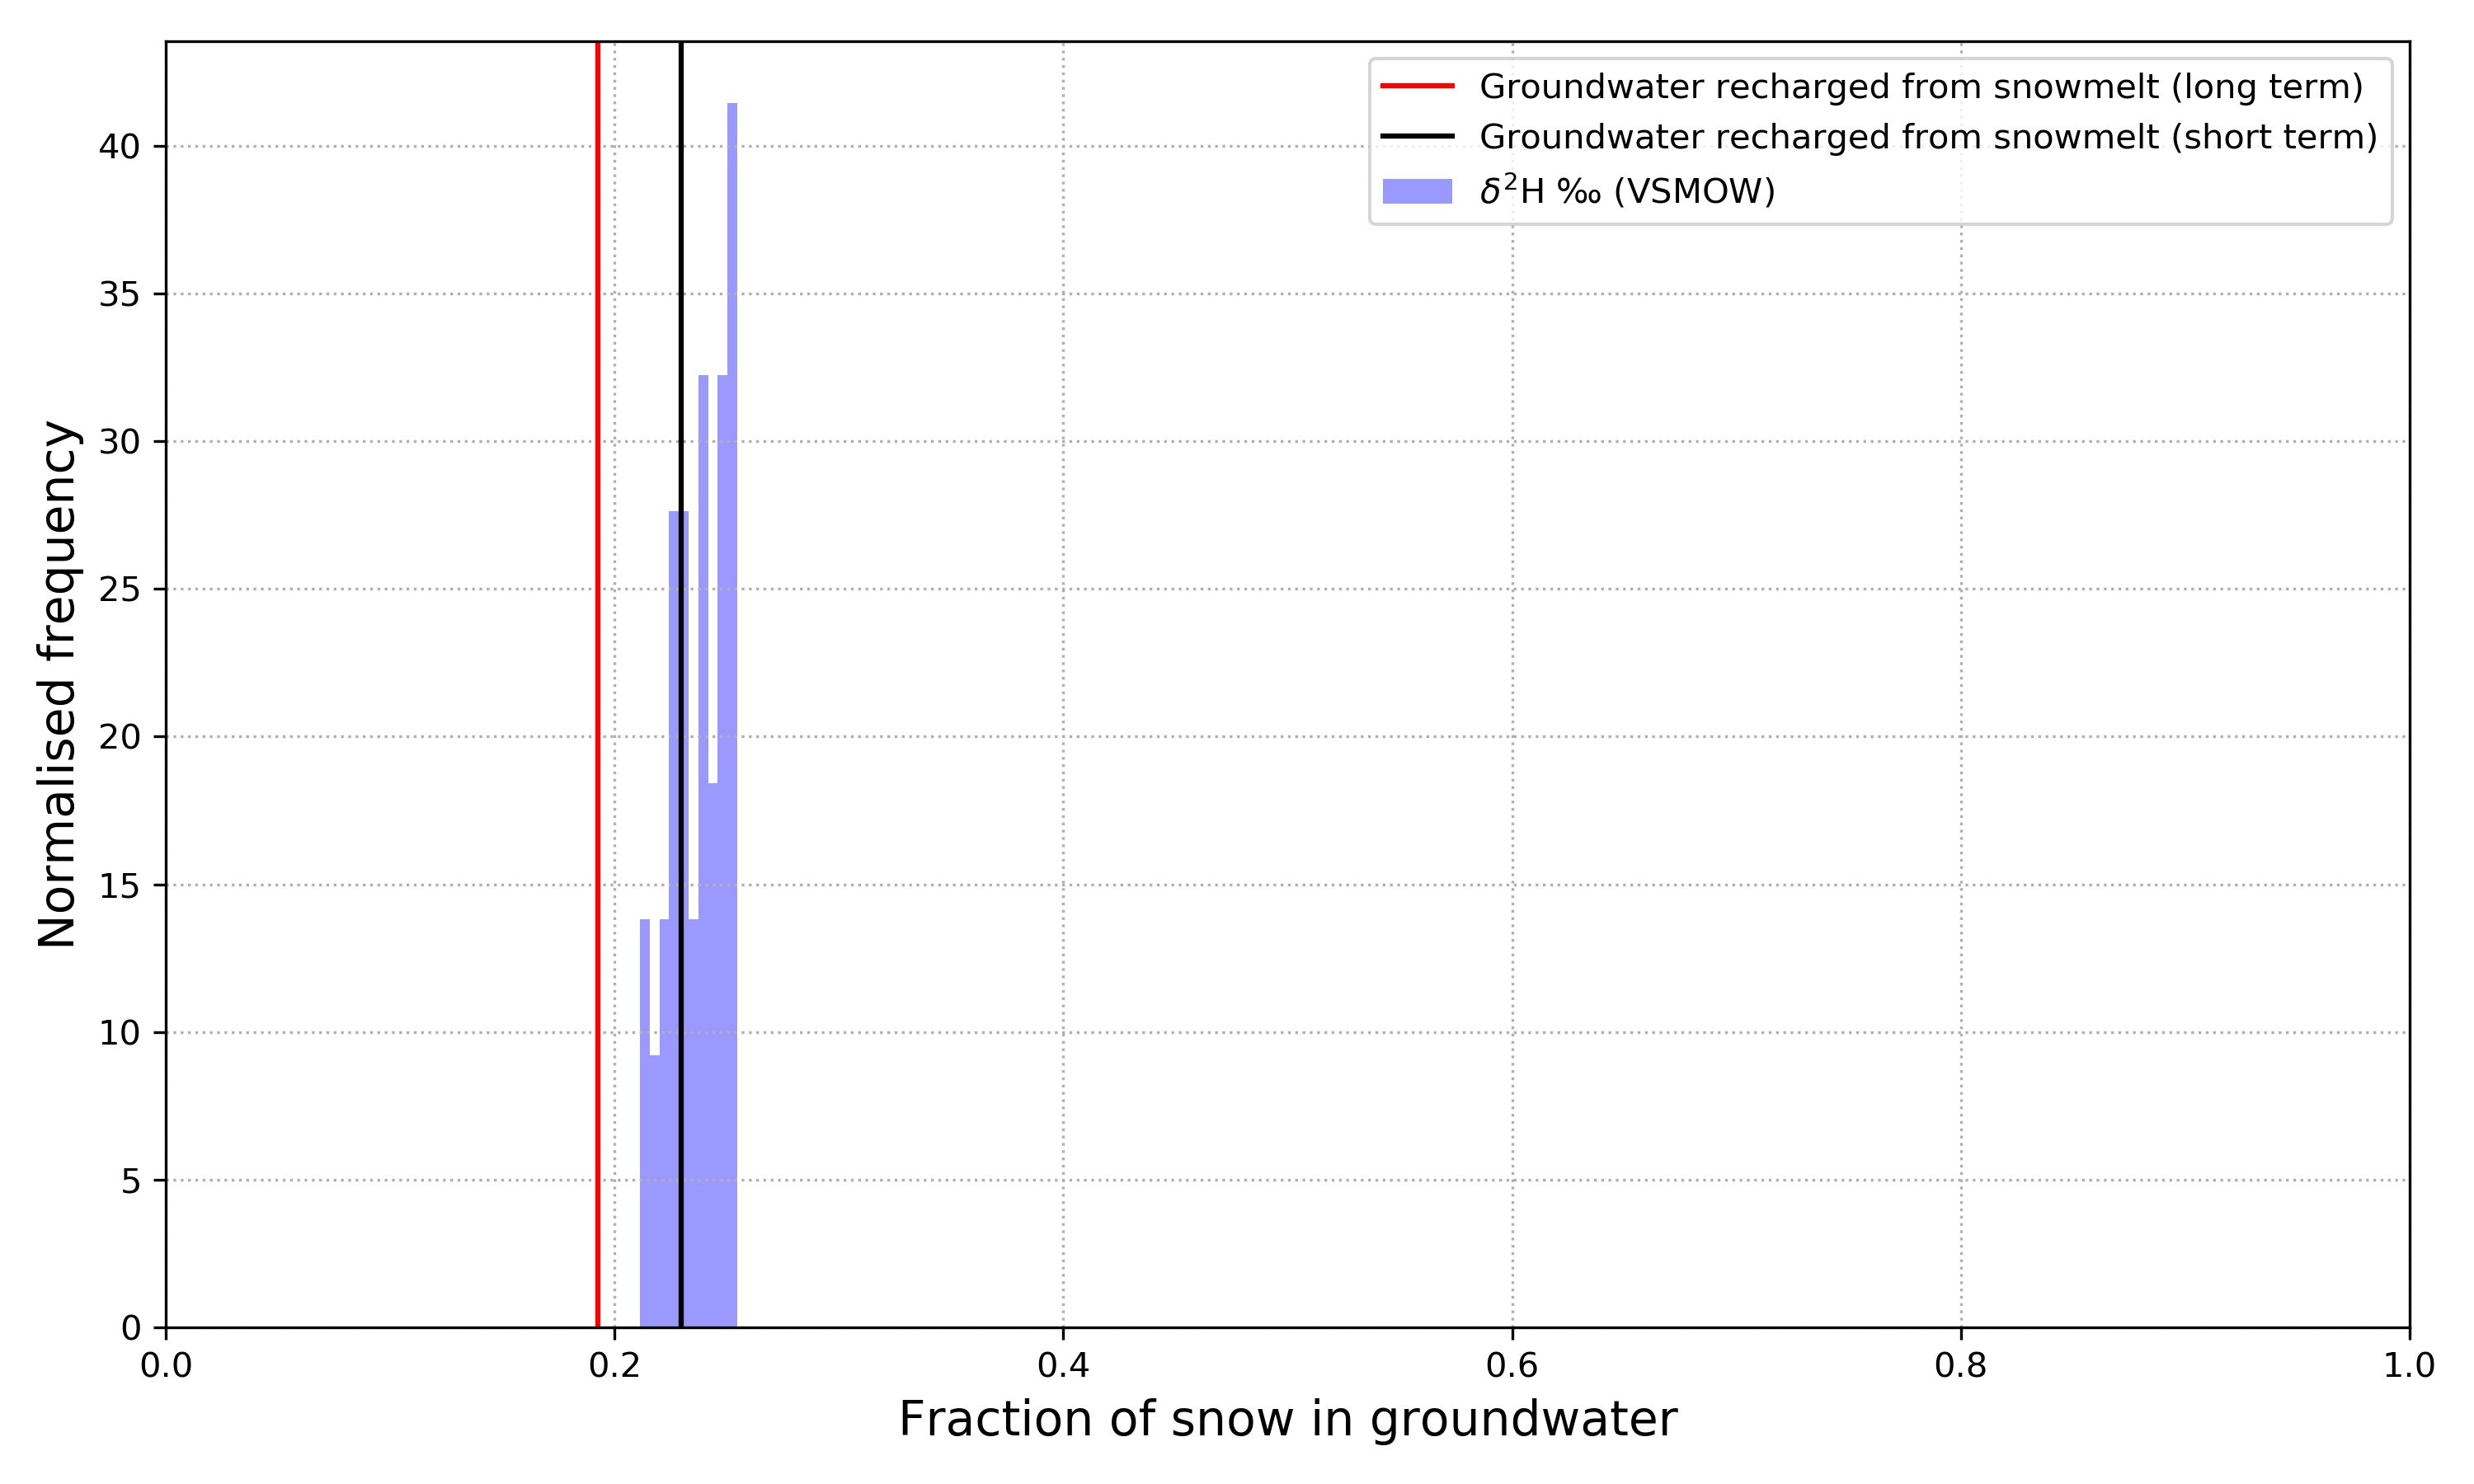 Groundwater recharged from snowmelt (long term)
Groundwater recharged from snowmelt (short term)
δ²H ‰ (VSMOW)
Normalised frequency
40
35
30
25
20
15
10
5
0
0.0 0.2 0.4 0.6 0.8 1.0
Fraction of snow in groundwater